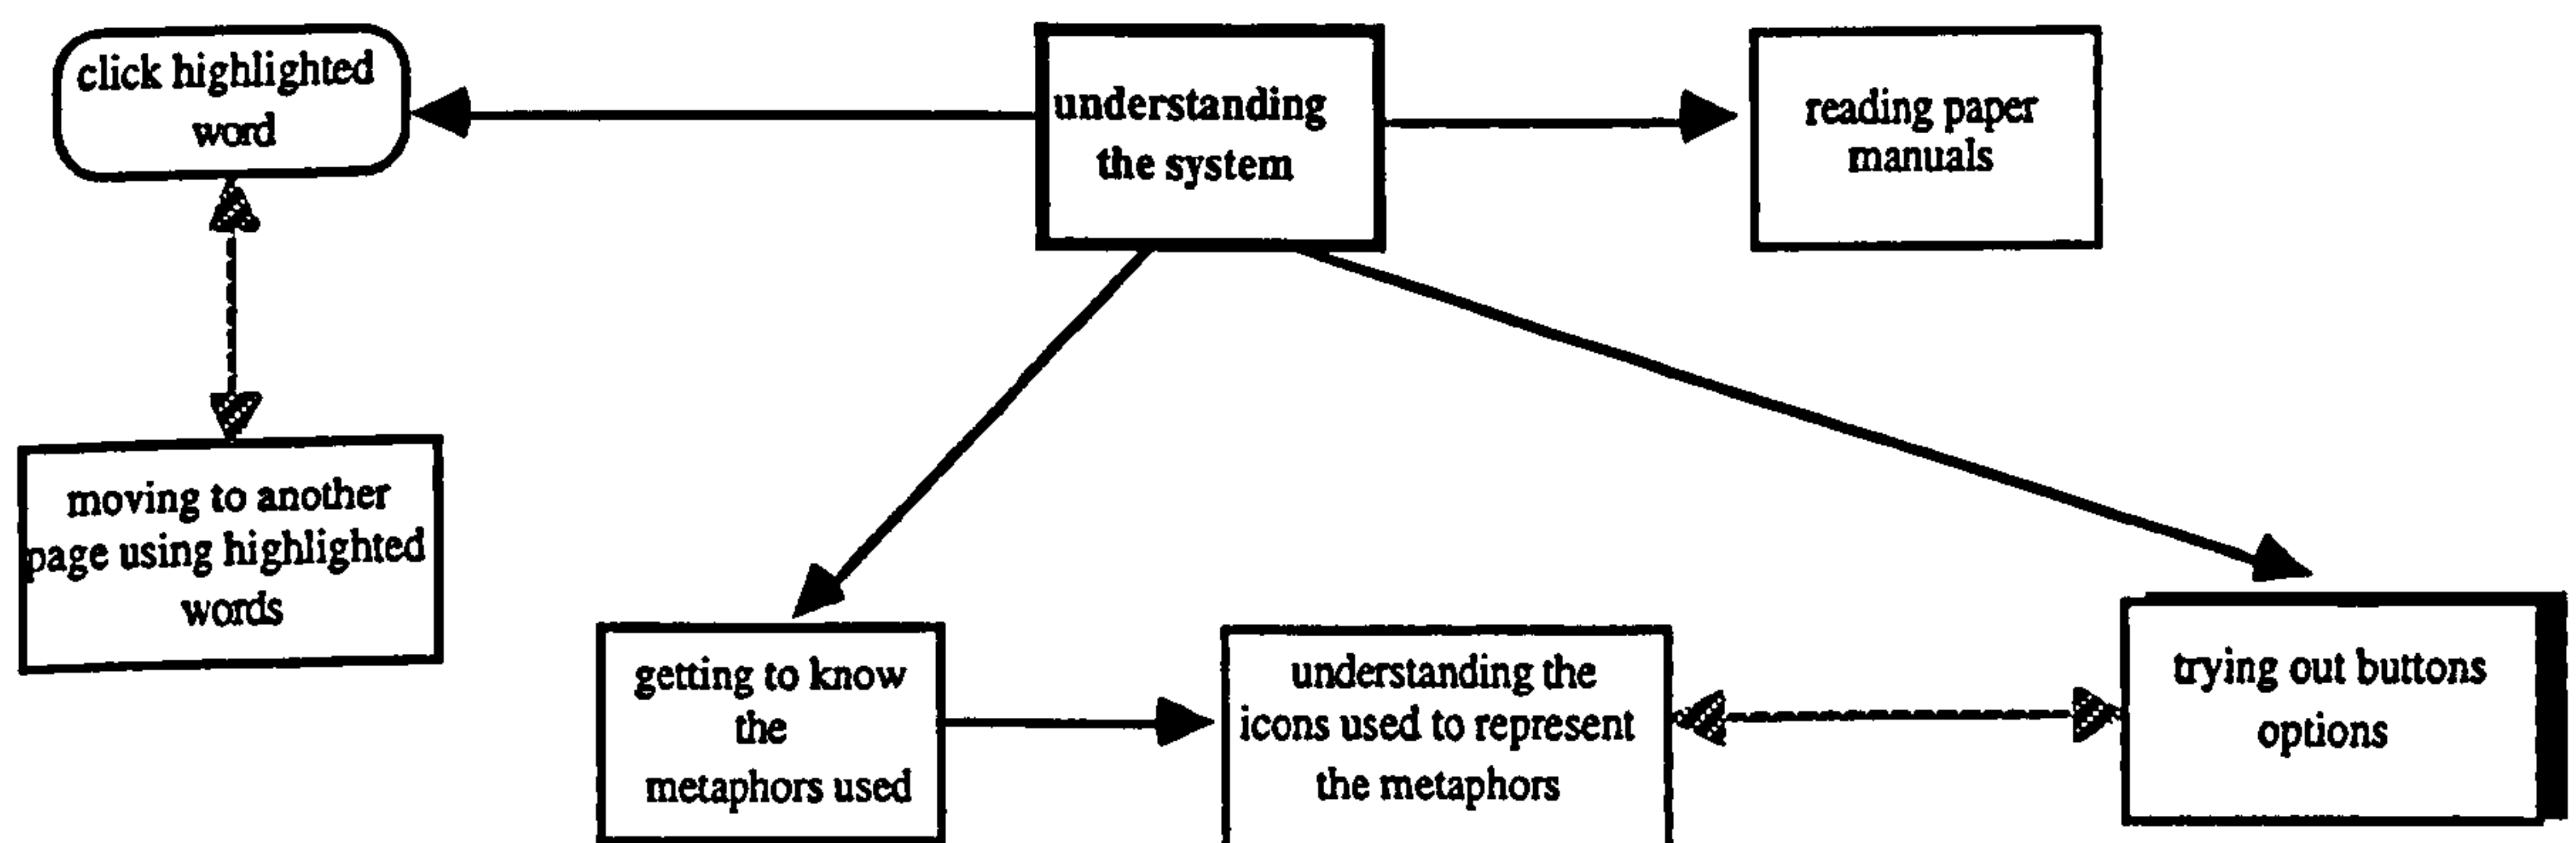 click highlighted
word
understanding
the system
reading paper
manuals
moving to another
page using highlighted
words
getting to know
the
metaphors used
understanding the
icons used to represent
the metaphors
trying out buttons
options